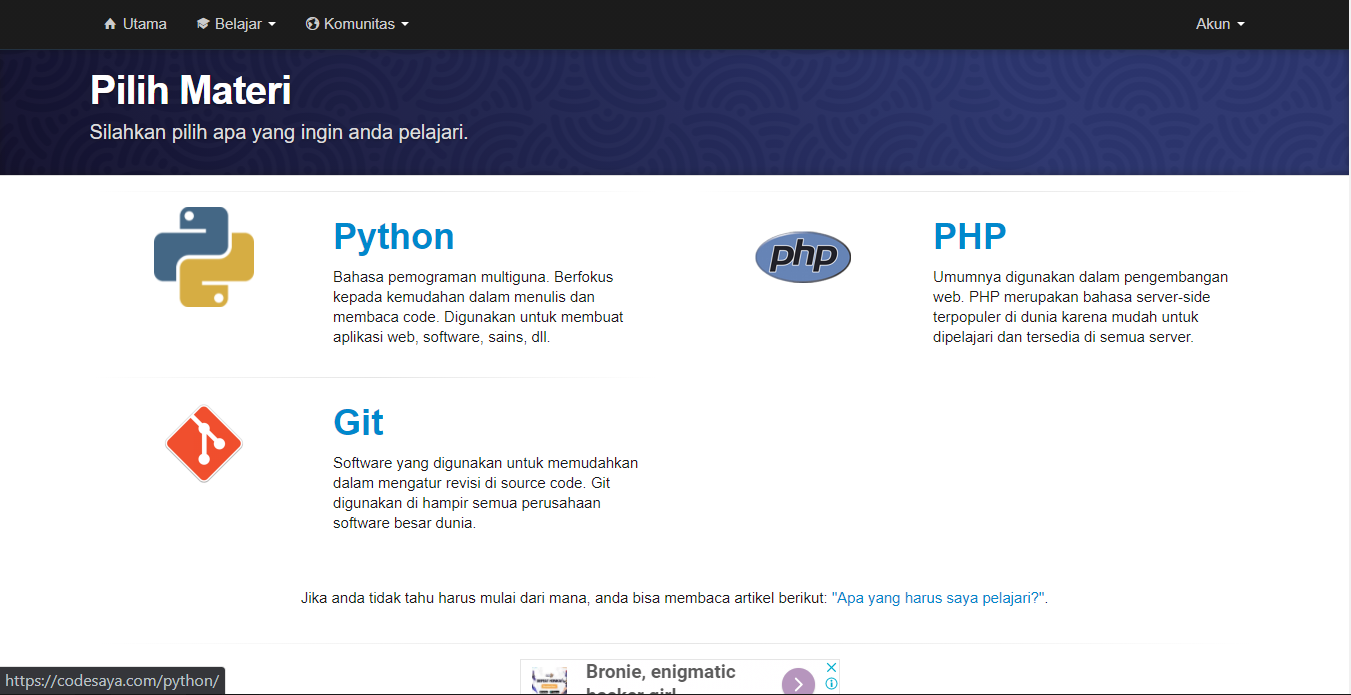 Utama Belajar Komunitas Akun
Pilih Materi
Silahkan pilih apa yang ingin anda pelajari.
Python
Bahasa pemograman multiguna. Berfokus
kepada kemudahan dalam menulis dan
membaca code. Digunakan untuk membuat
aplikasi web, software, sains, dll.
php
PHP
Umumnya digunakan dalam pengembangan
web. PHP merupakan bahasa server-side
terpopuler di dunia karena mudah untuk
dipelajari dan tersedia di semua server.
Git
Software yang digunakan untuk memudahkan
dalam mengatur revisi di source code. Git
digunakan di hampir semua perusahaan
software besar dunia.
Jika anda tidak tahu harus mulai dari mana, anda bisa membaca artikel berikut: "Apa yang harus saya pelajari?".
Bronie, enigmatic
https://codesaya.com/python/